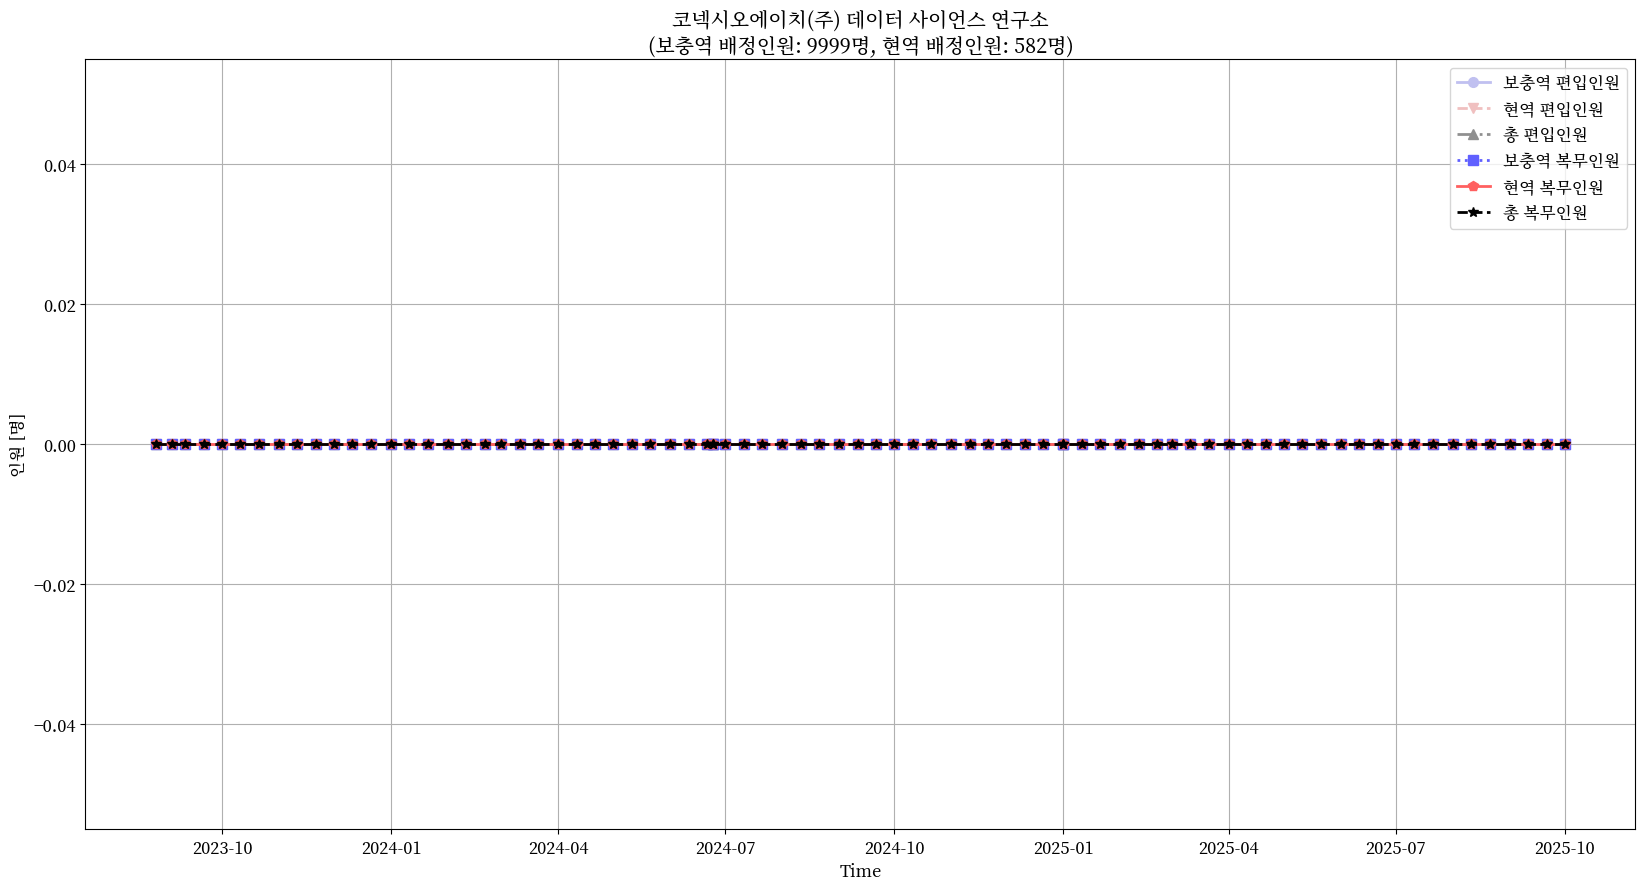 코넥시오에이치(주) 데이터 사이언스 연구소
(보충역 배정인원: 9999명, 현역 배정인원: 582명)
보충역 편입인원
현역 편입인원
총 편입인원
보충역 복무인원
현역 복무인원
총 복무인원
인원 [명]
0.04
0.02
0.00
−0.02
−0.04
2023-10
2024-01
2024-04
2024-07
2024-10
2025-01
2025-04
2025-07
2025-10
Time